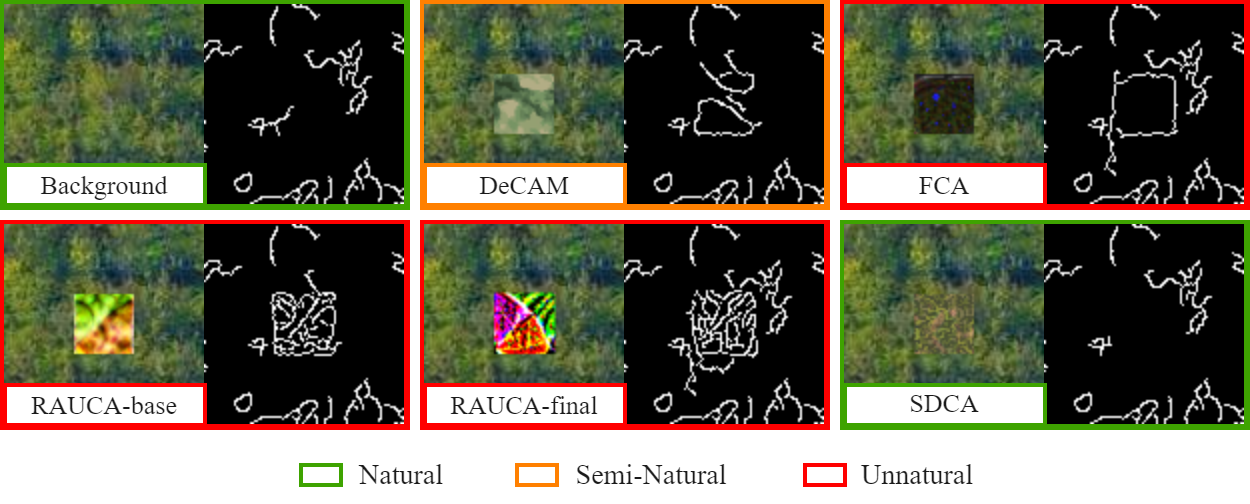 Background
DeCAM
FCA
RAUCA-base
RAUCA-final
SDCA
Natural
Semi-Natural
Unnatural